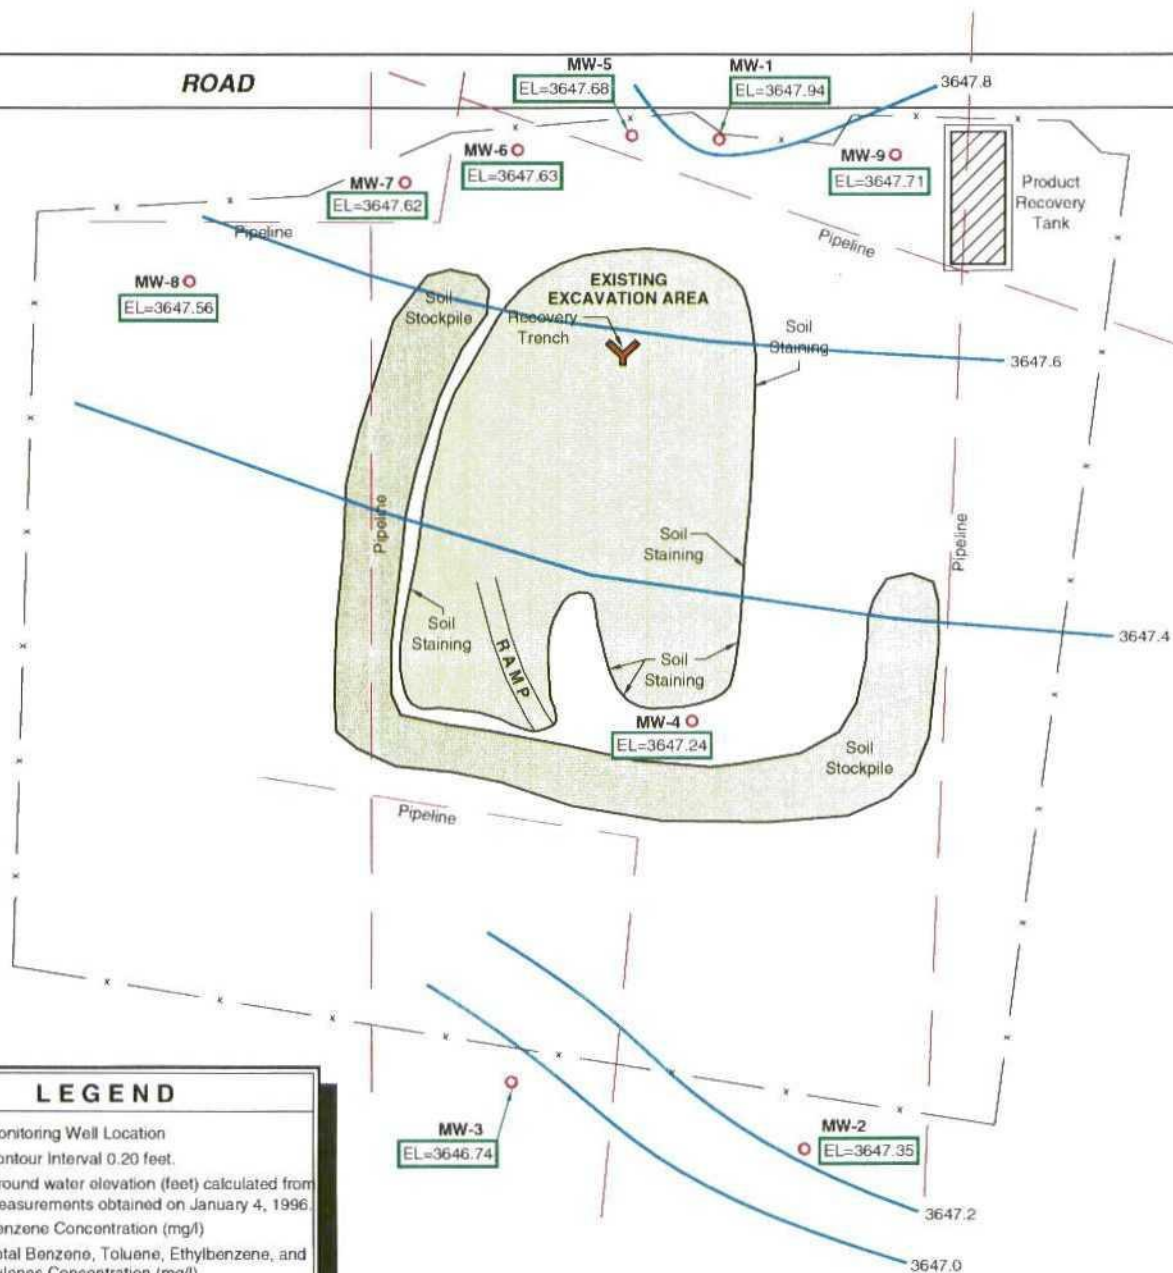 ROAD
MW-5
EL=3647.68
MW-1
EL=3647.94
3647.8
MW-6
EL=3647.63
MW-9
EL=3647.71
MW-7
EL=3647.62
Product
Recovery
Tank
Pipeline
Pipeline
MW-8
EL=3647.56
EXISTING
EXCAVATION AREA
Soil
Stockpile
Recovery
Trench
Soil
Staining
3647.6
Pipeline
Soil
Staining
Pipeline
Soil
Staining
RAMP
3647.4
Soil
Staining
MW-4
EL=3647.24
Soil
Stockpile
Pipeline
LEGEND
onitoring Well Location
ontour Interval 0.20 feet.
round water elevation (feet) calculated from
easurements obtained on January 4, 1996.
enzene Concentration (mg/l)
otal Benzene, Toluene, Ethylbenzene, and
Concentration (mg/l)
MW-3
EL=3646.74
MW-2
EL=3647.35
3647.2
3647.0